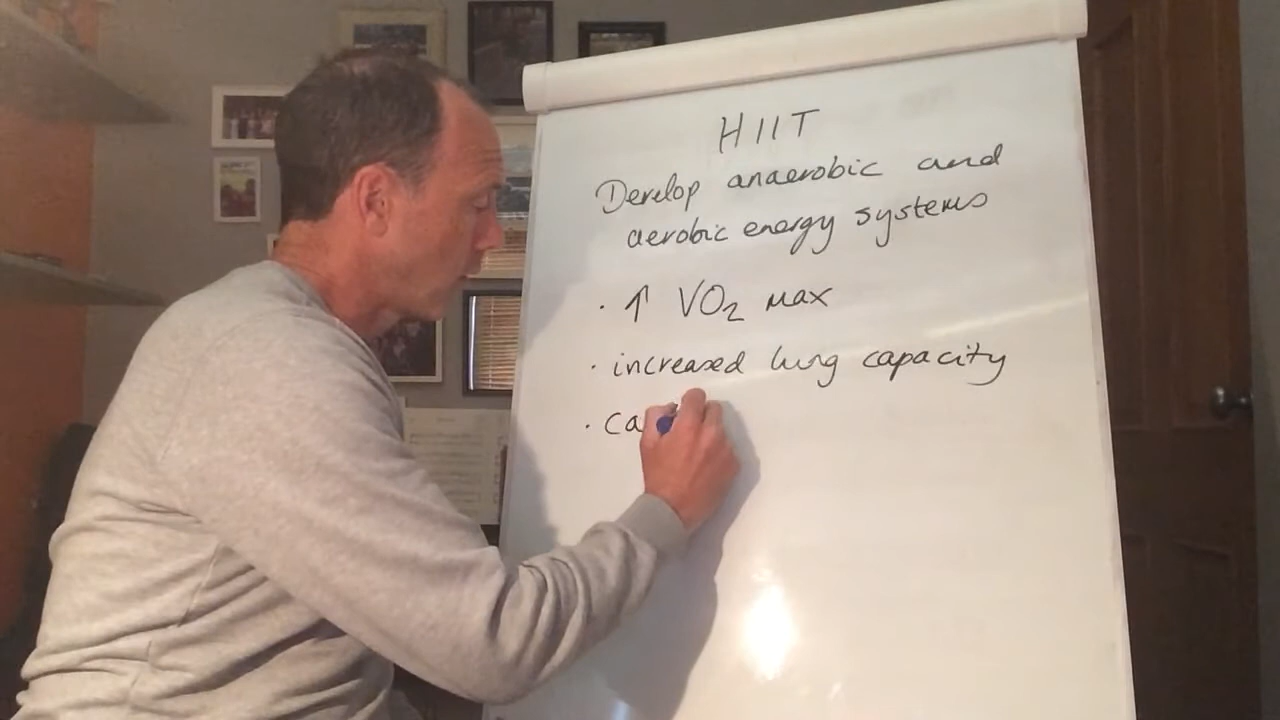 HIIT
Develop anaerobic and
aerobic energy systems
· ↑ VO₂ max
· increased lung capacity
· ca